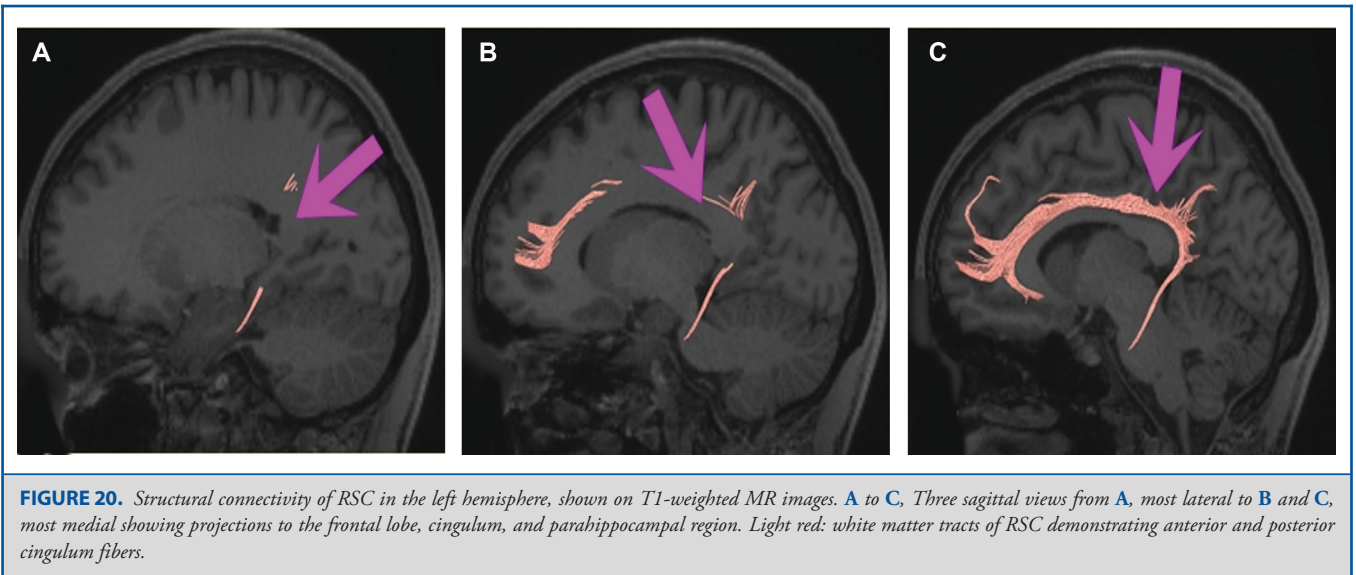 A
B
C
FIGURE 20. Structural connectivity of RSC in the left hemisphere, shown on T1-weighted MR images. A to C, Three sagittal views from A, most lateral to B and C,
most medial showing projections to the frontal lobe, cingulum, and parahippocampal region. Light red: white matter tracts of RSC demonstrating anterior and posterior
cingulum fibers.